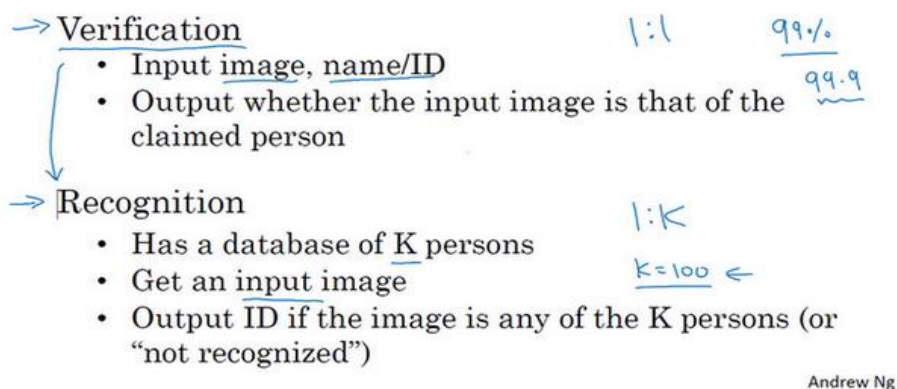 → Verification 1:1 99%
• Input image, name/ID 99.9
• Output whether the input image is that of the
claimed person
→ Recognition
1:K
• Has a database of K persons
• Get an input image K=100 ←
• Output ID if the image is any of the K persons (or
“not recognized”)
Andrew Ng